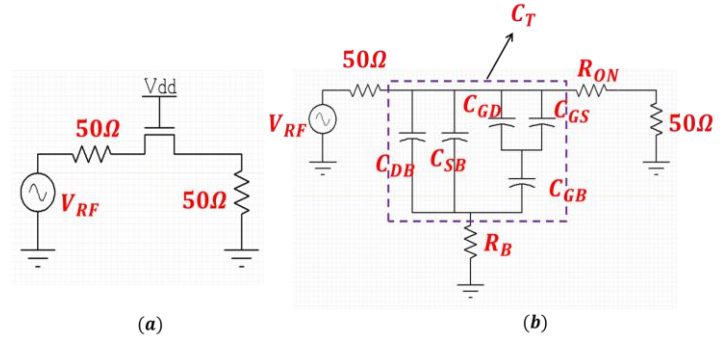 Vdd
50Ω
50Ω
V_RF
(a)
C_T
50Ω
R_ON
V_RF
C_GD
C_GS
50Ω
C_DB
C_SB
C_GB
R_B
(b)